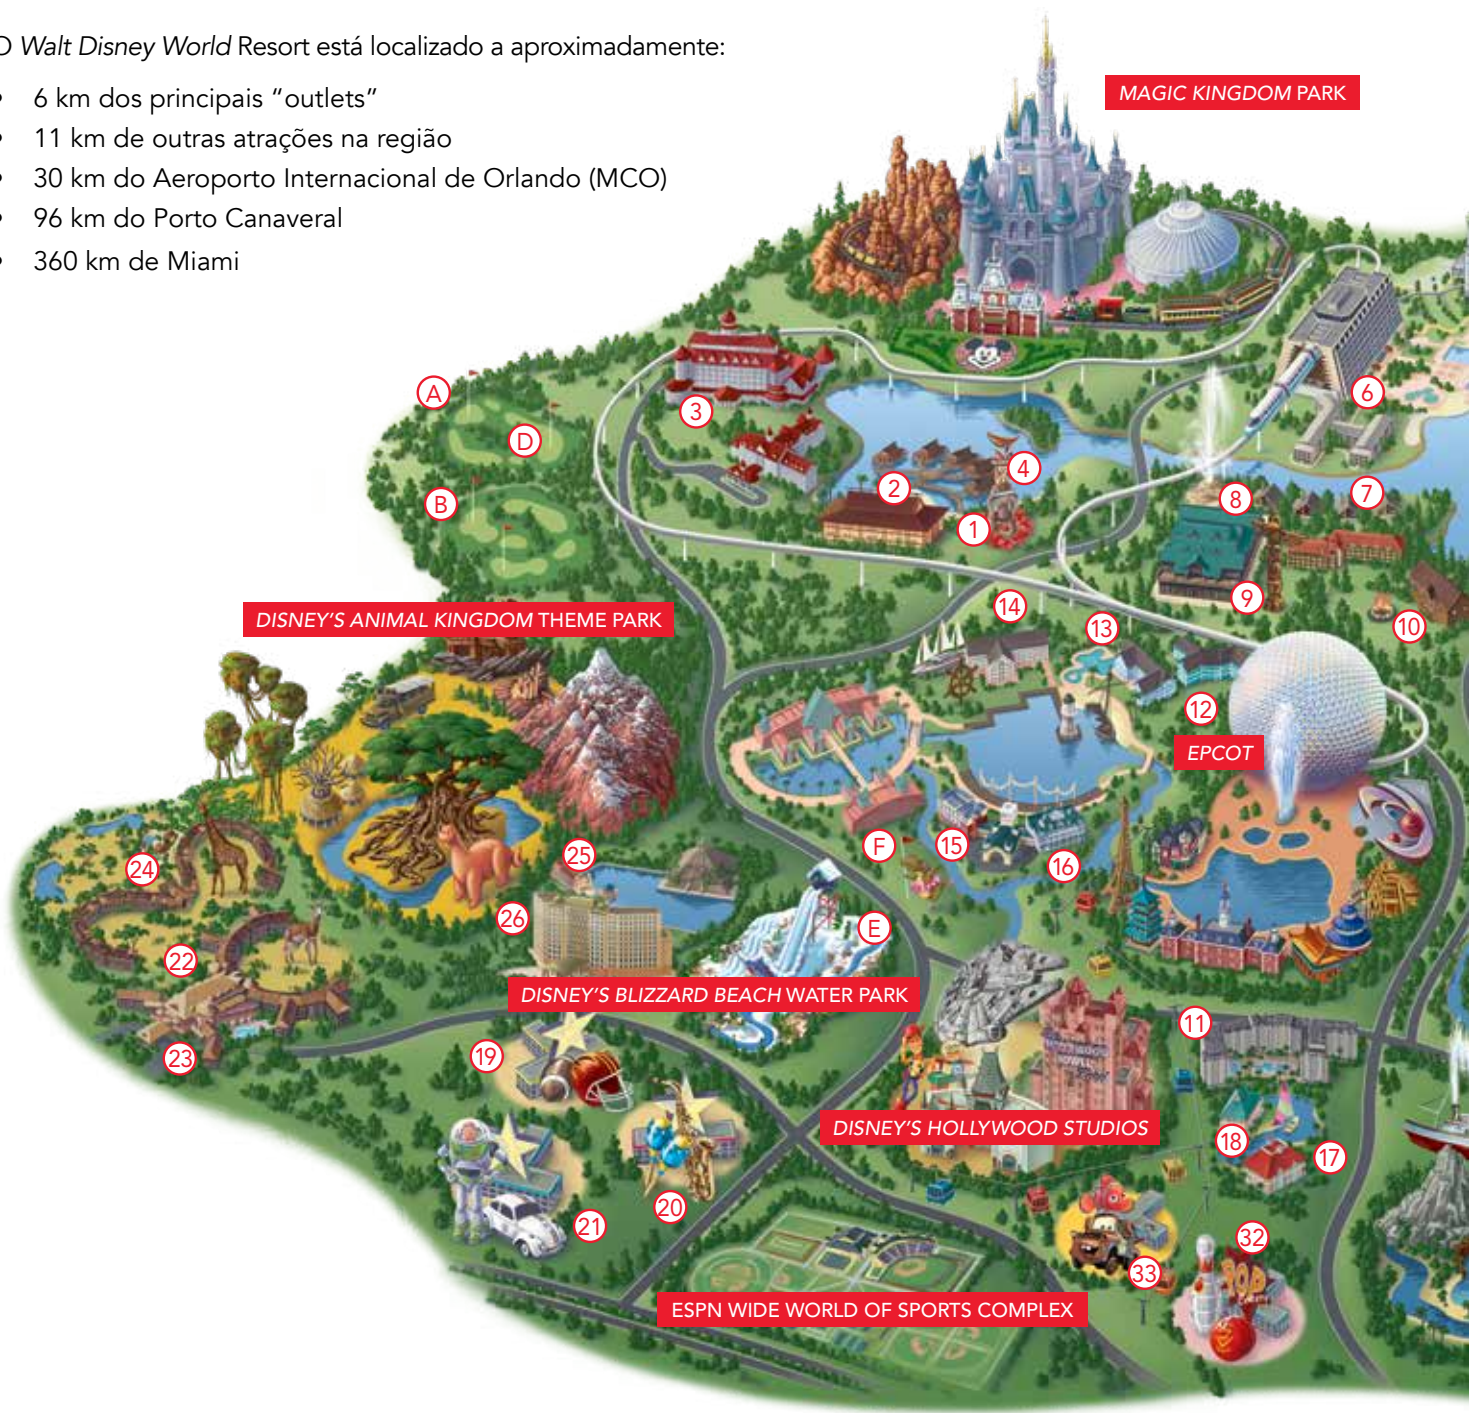 O Walt Disney World Resort está localizado a aproximadamente:
• 6 km dos principais “outlets”
• 11 km de outras atrações na região
• 30 km do Aeroporto Internacional de Orlando (MCO)
• 96 km do Porto Canaveral
• 360 km de Miami
MAGIC KINGDOM PARK
A
3
6
D
4
2
B
8
7
1
9
14
DISNEY'S ANIMAL KINGDOM THEME PARK
13
10
12
EPCOT
F
15
25
16
24
26
E
22
DISNEY'S BLIZZARD BEACH WATER PARK
11
19
23
DISNEY'S HOLLYWOOD STUDIOS
18
17
20
21
32
33
POP
ESPN WIDE WORLD OF SPORTS COMPLEX